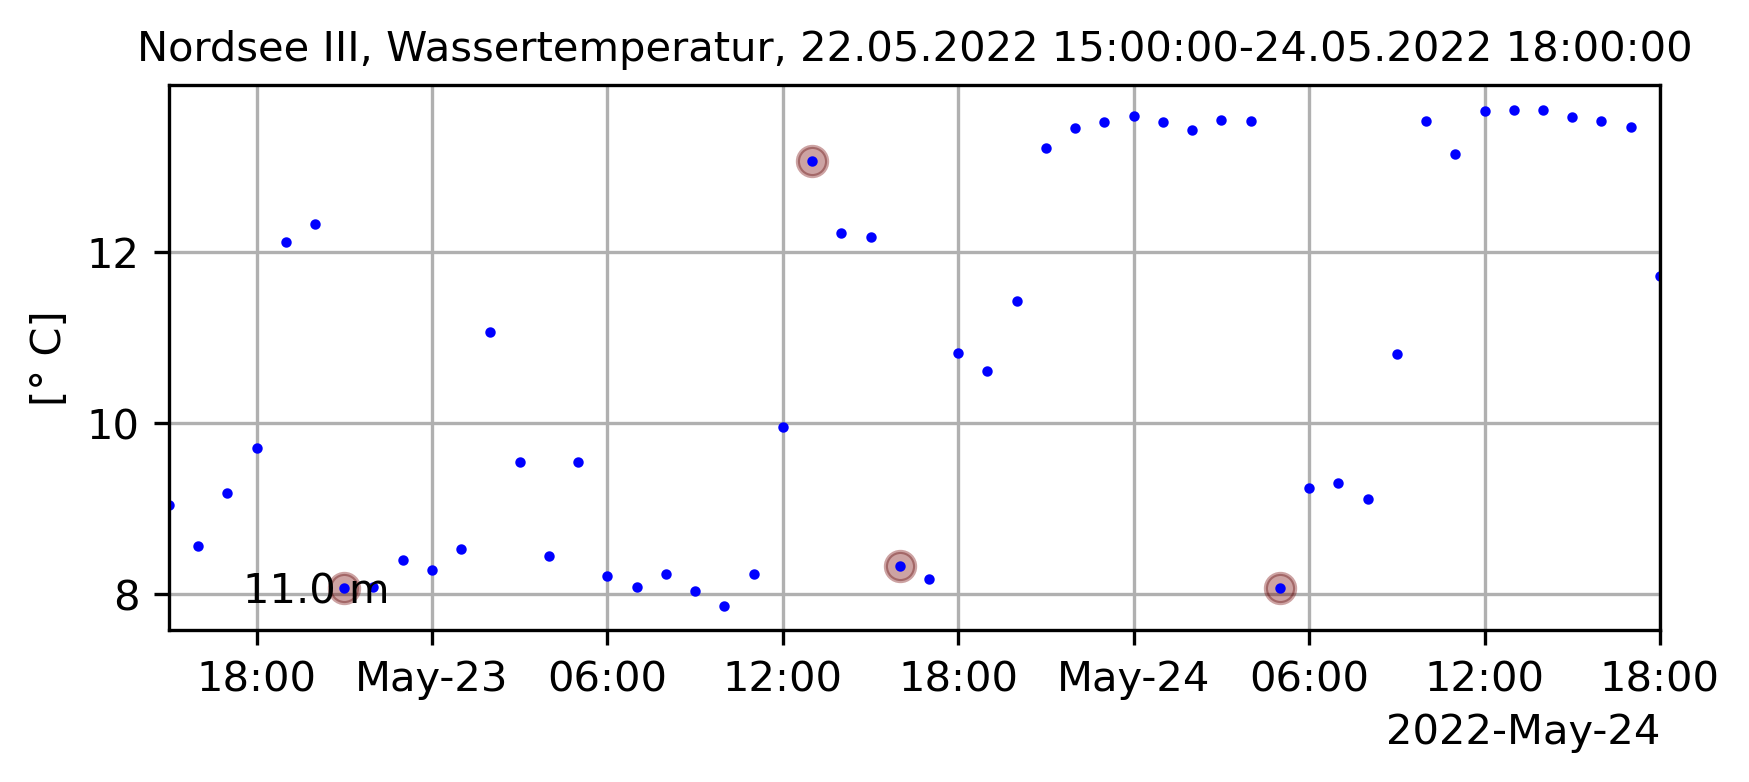 Nordsee III, Wassertemperatur, 22.05.2022 15:00:00-24.05.2022 18:00:00
[° C]
12
10
8
11.0 m
18:00 May-23 06:00 12:00 18:00 May-24 06:00 12:00 18:00
2022-May-24